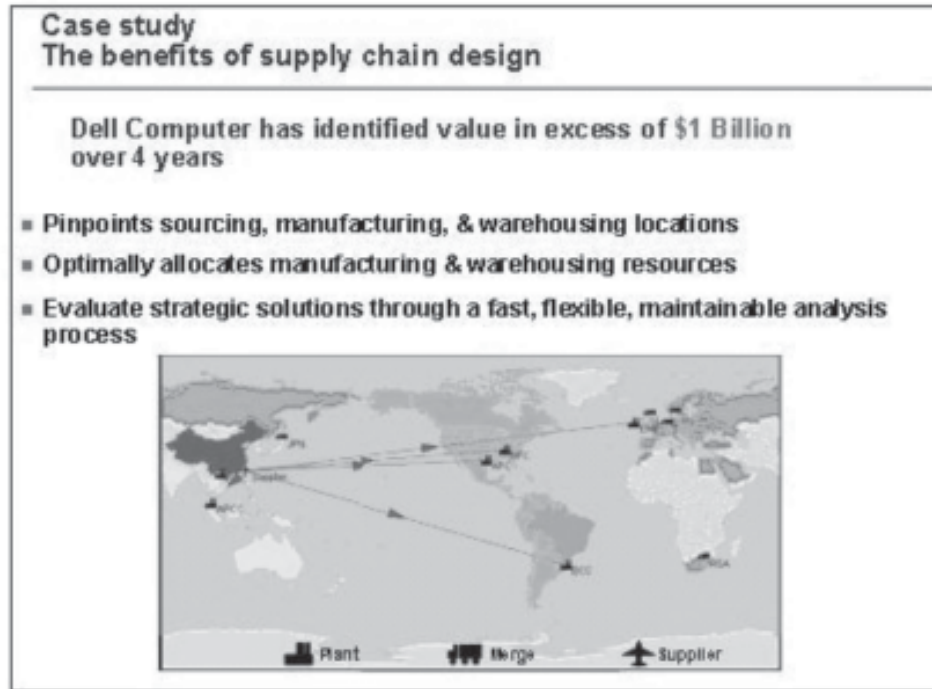 Case study
The benefits of supply chain design
Dell Computer has identified value in excess of $1 Billion
over 4 years
Pinpoints sourcing, manufacturing, & warehousing locations
Optimally allocates manufacturing & warehousing resources
Evaluate strategic solutions through a fast, flexible, maintainable analysis
process
Plant Merge Supplier